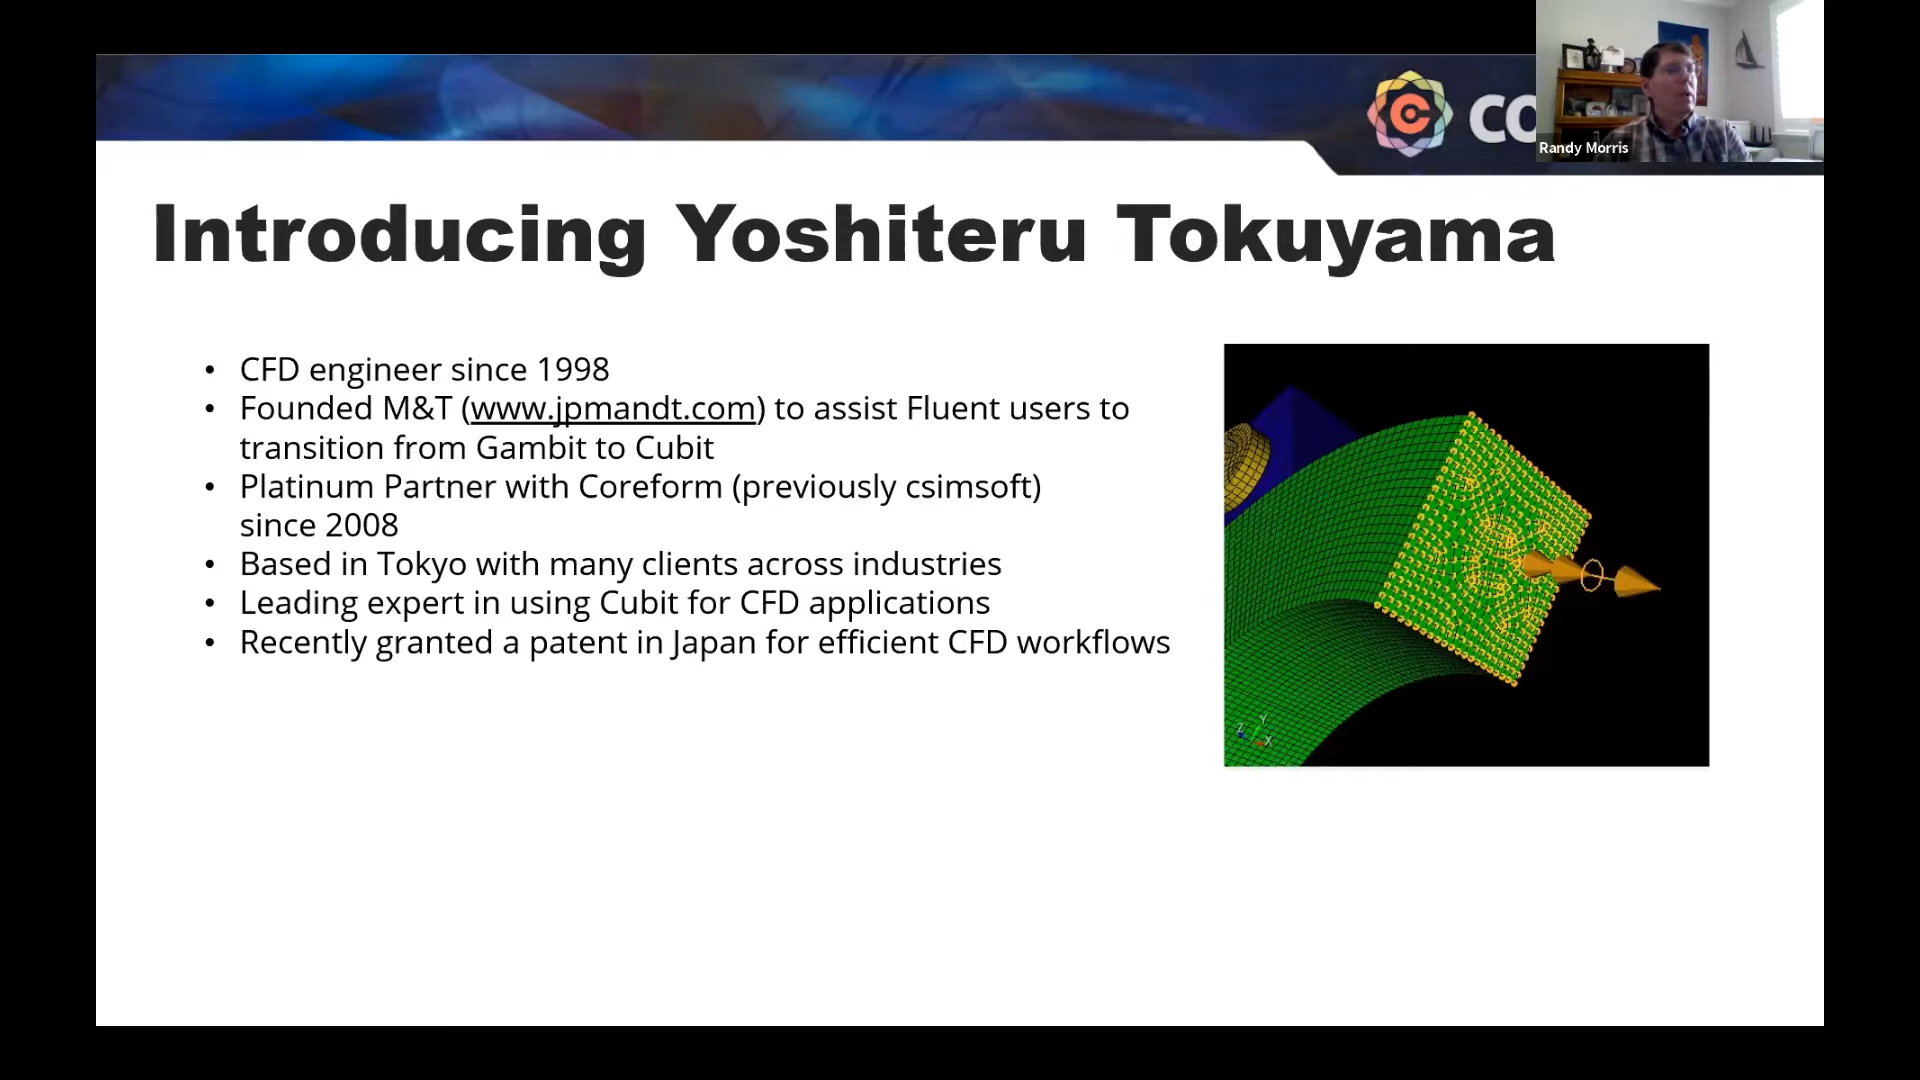 CO
Randy Morris
Introducing Yoshiteru Tokuyama
• CFD engineer since 1998
• Founded M&T (www.jpmandt.com) to assist Fluent users to
transition from Gambit to Cubit
• Platinum Partner with Coreform (previously csimsoft)
since 2008
• Based in Tokyo with many clients across industries
• Leading expert in using Cubit for CFD applications
• Recently granted a patent in Japan for efficient CFD workflows
Y
Z
X